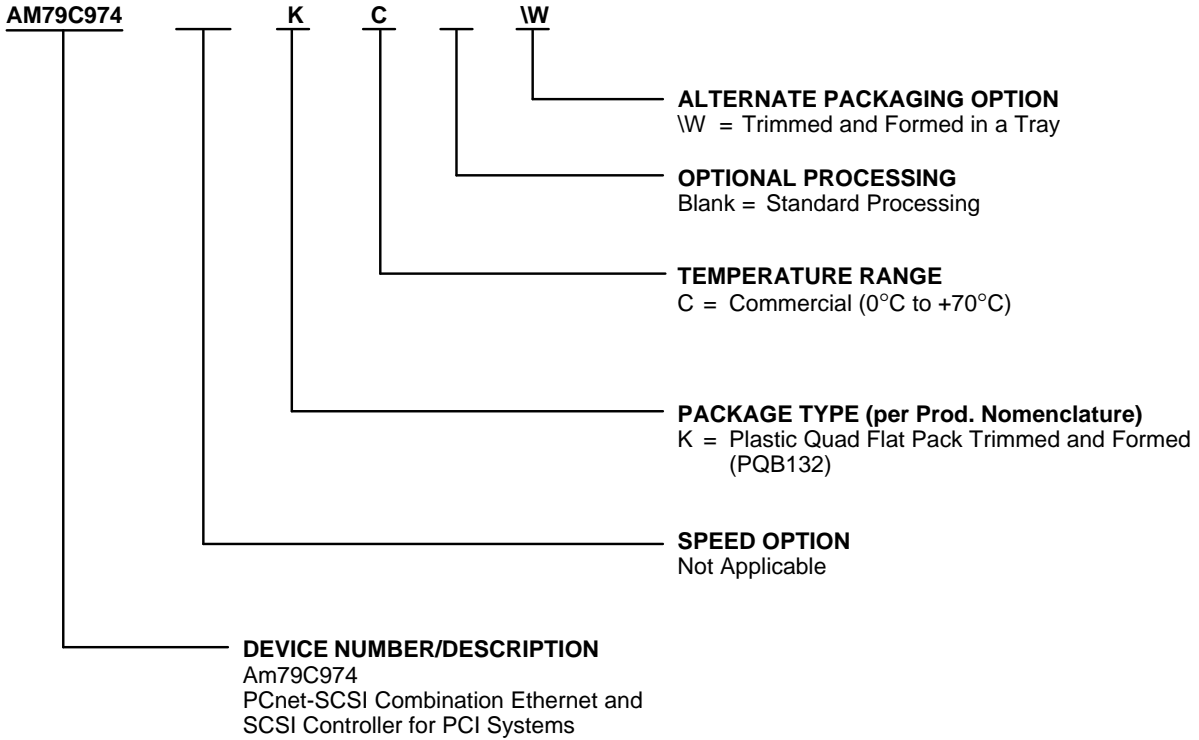 AM79C974 K C \W
ALTERNATE PACKAGING OPTION
\W = Trimmed and Formed in a Tray
OPTIONAL PROCESSING
Blank = Standard Processing
TEMPERATURE RANGE
C = Commercial (0°C to +70°C)
PACKAGE TYPE (per Prod. Nomenclature)
K = Plastic Quad Flat Pack Trimmed and Formed
(PQB132)
SPEED OPTION
Not Applicable
DEVICE NUMBER/DESCRIPTION
Am79C974
PCnet-SCSI Combination Ethernet and
SCSI Controller for PCI Systems